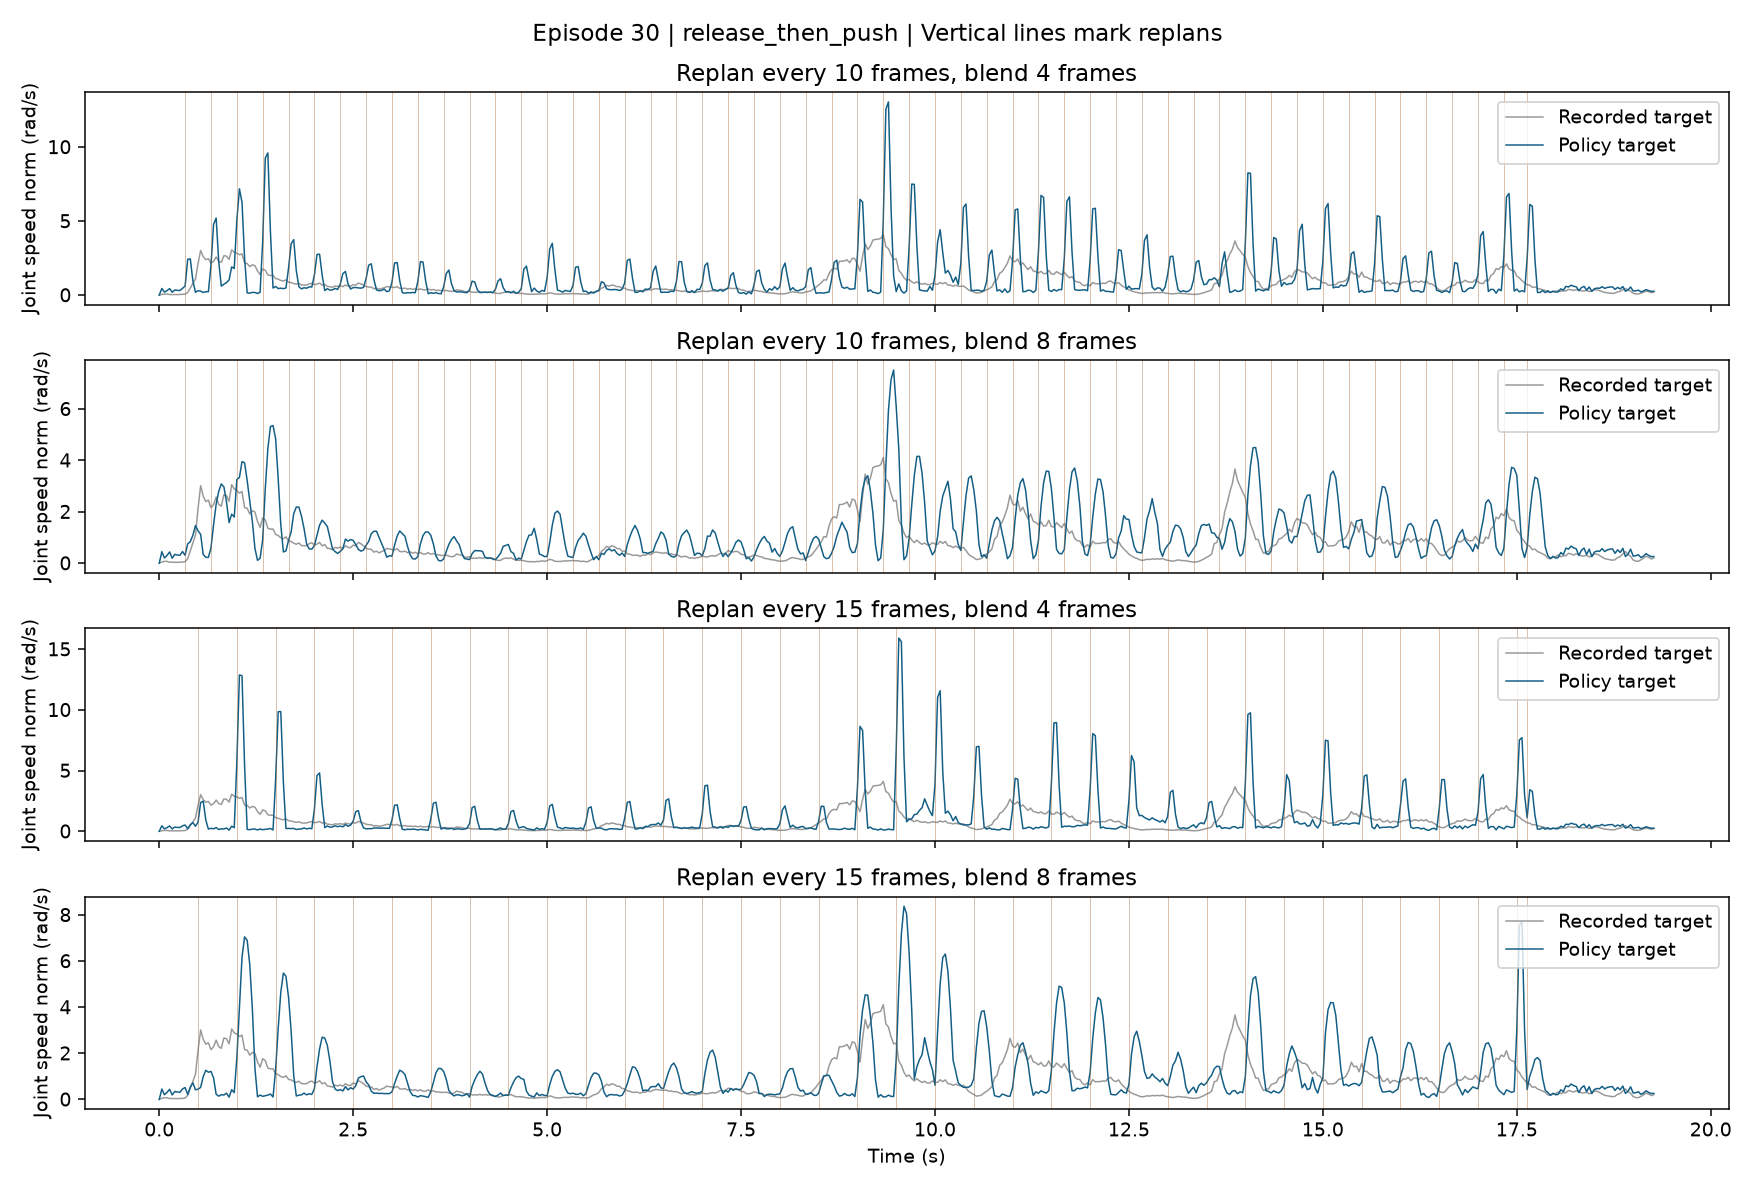 Episode 30 | release_then_push | Vertical lines mark replans
Replan every 10 frames, blend 4 frames
Joint speed norm (rad/s)
10
5
0
Recorded target
Policy target
Replan every 10 frames, blend 8 frames
Joint speed norm (rad/s)
6
4
2
0
Recorded target
Policy target
Replan every 15 frames, blend 4 frames
Joint speed norm (rad/s)
15
10
5
0
Recorded target
Policy target
Replan every 15 frames, blend 8 frames
Joint speed norm (rad/s)
8
6
4
2
0
Recorded target
Policy target
0.0 2.5 5.0 7.5 10.0 12.5 15.0 17.5 20.0
Time (s)